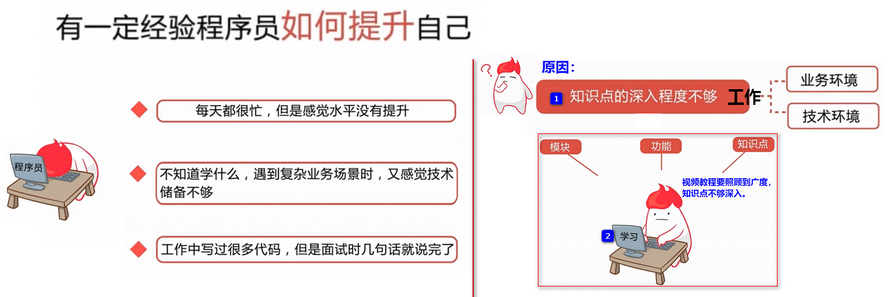 有一定经验程序员如何提升自己
每天都很忙，但是感觉水平没有提升
程序员
不知道学什么，遇到复杂业务场景时，又感觉技术
储备不够
工作中写过很多代码，但是面试时几句话就说完了
原因：
?
1 知识点的深入程度不够
工作
业务环境
技术环境
模块
功能
知识点
视频教程要照顾到广度，
知识点不够深入。
2 学习